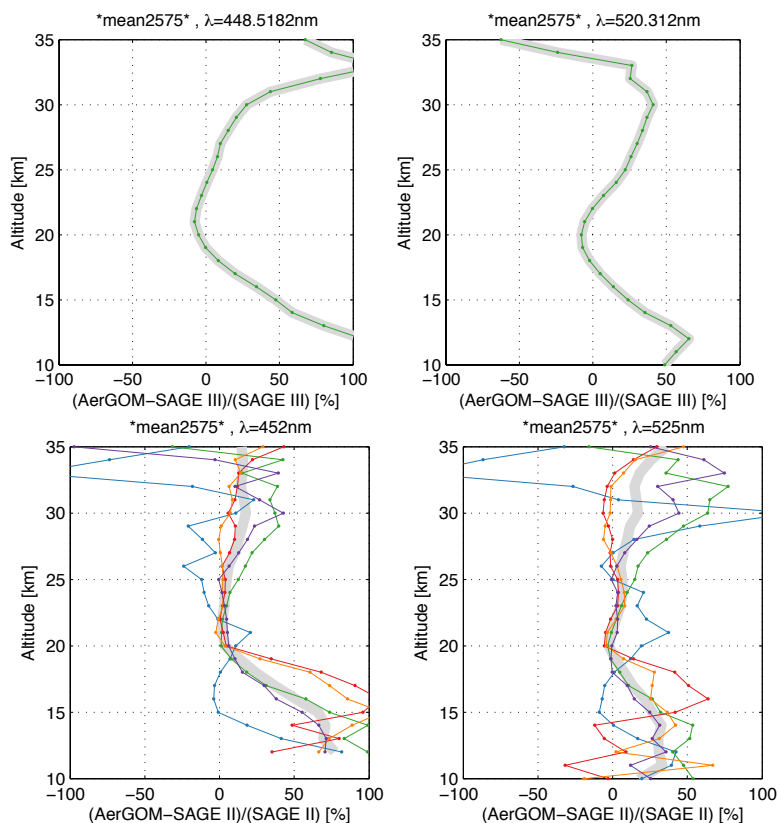 *mean2575* , λ=448.5182nm
35
30
25
20
15
10
Altitude [km]
−100 −50 0 50 100
(AerGOM−SAGE III)/(SAGE III) [%]
*mean2575* , λ=520.312nm
35
30
25
20
15
10
Altitude [km]
−100 −50 0 50 100
(AerGOM−SAGE III)/(SAGE III) [%]
*mean2575* , λ=452nm
35
30
25
20
15
10
Altitude [km]
−100 −50 0 50 100
(AerGOM−SAGE II)/(SAGE II) [%]
*mean2575* , λ=525nm
35
30
25
20
15
10
Altitude [km]
−100 −50 0 50 100
(AerGOM−SAGE II)/(SAGE II) [%]